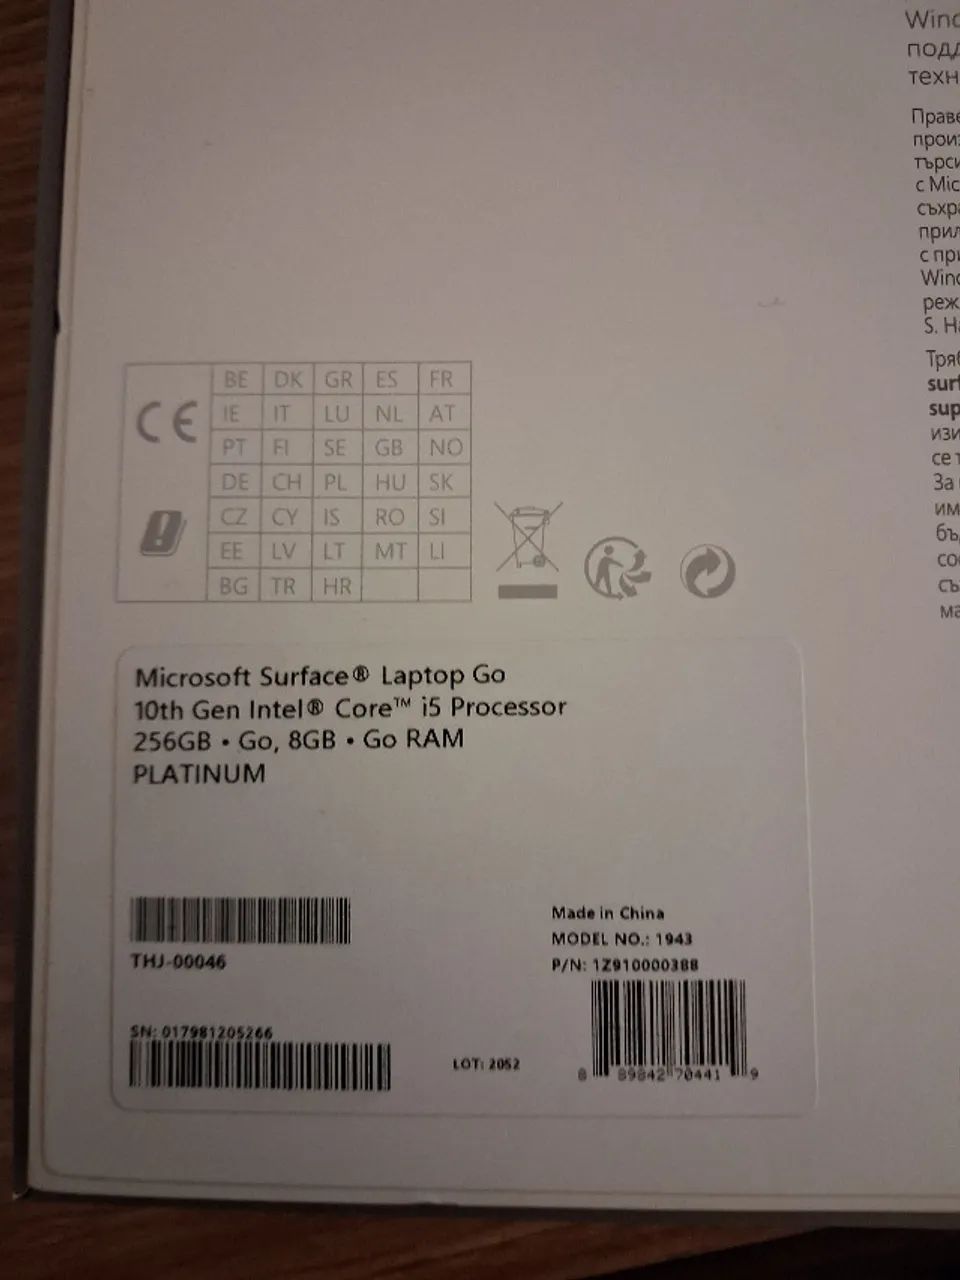 Wind
подд
техн
Праве
произ
търси
с Mic
съхра
прил
с при
Wind
реж
S. На
Тряб
surf
sup
изи
се т
За
им
бъ
со
съ
ма
CE
BE DK GR ES FR
IE IT LU NL AT
PT FI SE GB NO
DE CH PL HU SK
CZ CY IS RO SI
EE LV LT MT LI
BG TR HR
Microsoft Surface® Laptop Go
10th Gen Intel® Core™ i5 Processor
256GB • Go, 8GB • Go RAM
PLATINUM
THJ-00046
Made in China
MODEL NO.: 1943
P/N: 1Z910000388
SN: 017981205266
LOT: 2052
8 89842 70441 9